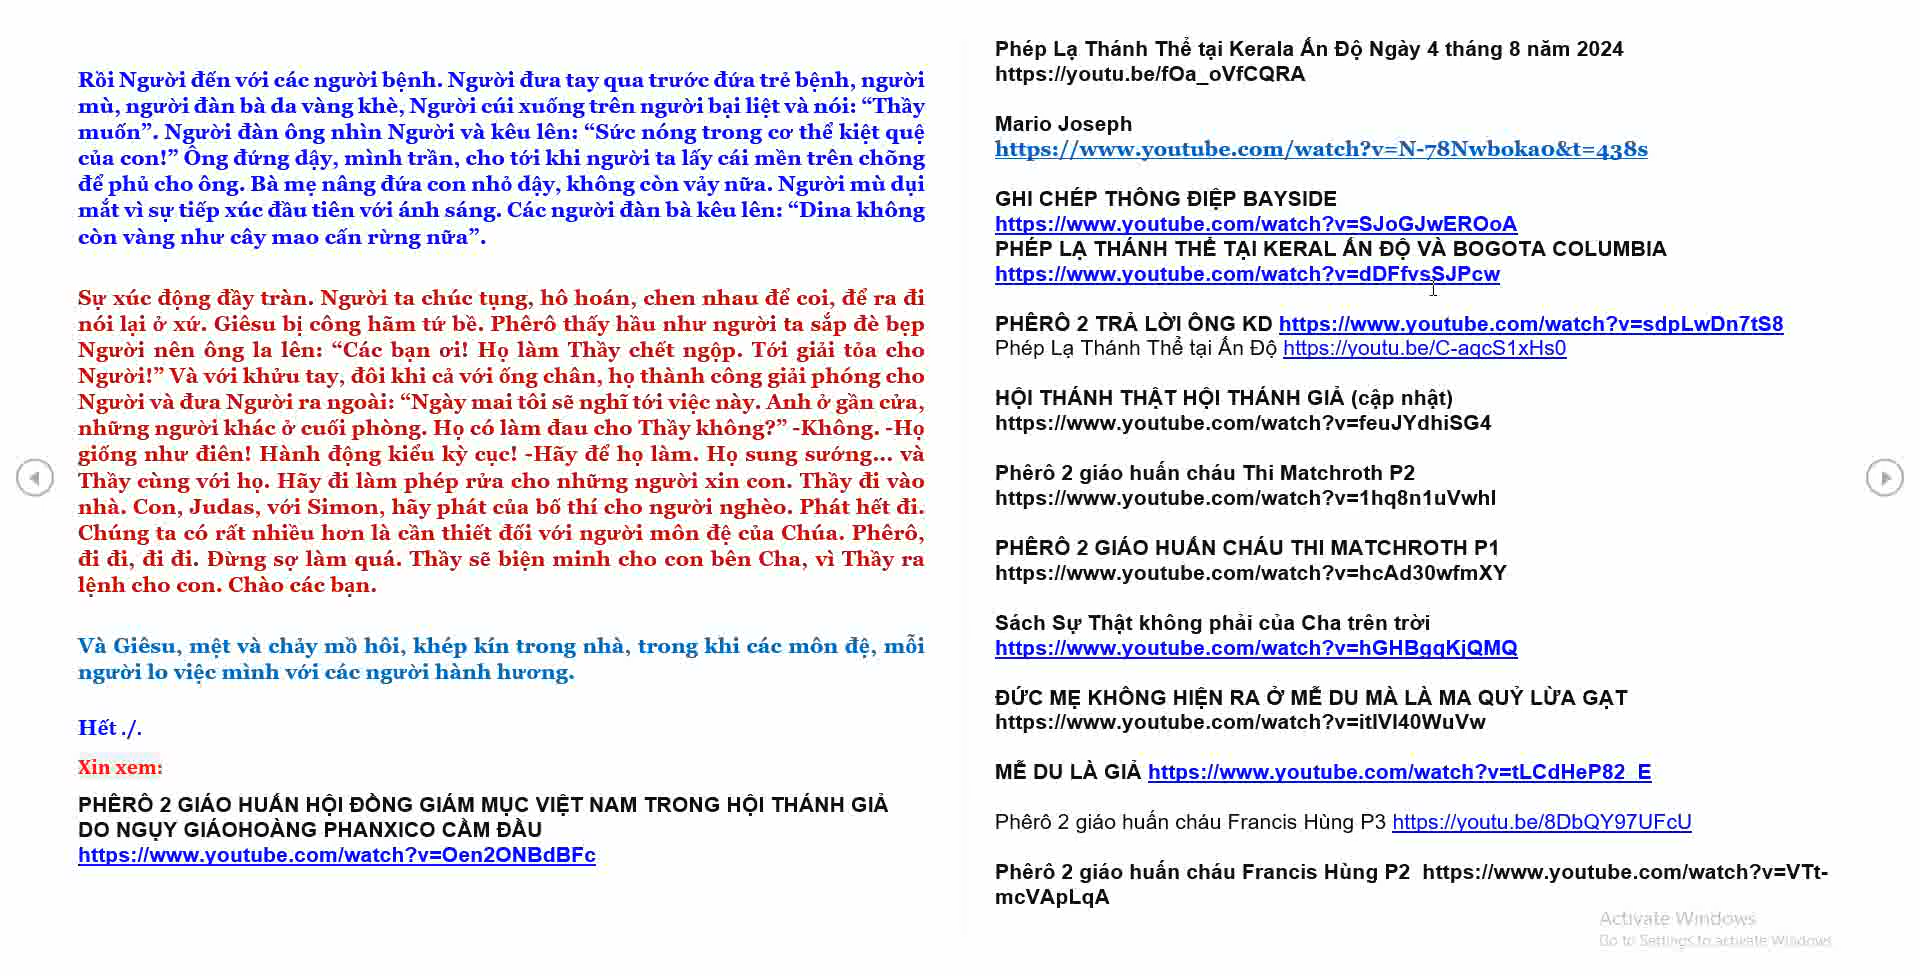 Rồi Người đến với các người bệnh. Người đưa tay qua trước đứa trẻ bệnh, người
mù, người đàn bà da vàng khè, Người cúi xuống trên người bại liệt và nói: “Thầy
muốn”. Người đàn ông nhìn Người và kêu lên: “Sức nóng trong cơ thể kiệt quệ
của con!” Ông đứng dậy, mình trần, cho tới khi người ta lấy cái mền trên chõng
để phủ cho ông. Bà mẹ nâng đứa con nhỏ dậy, không còn vảy nữa. Người mù dụi
mắt vì sự tiếp xúc đầu tiên với ánh sáng. Các người đàn bà kêu lên: “Dina không
còn vàng như cây mao cấn rừng nữa”.
Sự xúc động đầy tràn. Người ta chúc tụng, hô hoán, chen nhau để coi, để ra đi
nói lại ở xứ. Giêsu bị công hãm tứ bề. Phêrô thấy hầu như người ta sắp đè bẹp
Người nên ông la lên: “Các bạn ơi! Họ làm Thầy chết ngộp. Tới giải tỏa cho
Người!” Và với khửu tay, đôi khi cả với ống chân, họ thành công giải phóng cho
Người và đưa Người ra ngoài: “Ngày mai tôi sẽ nghĩ tới việc này. Anh ở gần cửa,
những người khác ở cuối phòng. Họ có làm đau cho Thầy không?” -Không. -Họ
giống như điên! Hành động kiểu kỳ cục! -Hãy để họ làm. Họ sung sướng... và
Thầy cùng với họ. Hãy đi làm phép rửa cho những người xin con. Thầy đi vào
nhà. Con, Judas, với Simon, hãy phát của bố thí cho người nghèo. Phát hết đi.
Chúng ta có rất nhiều hơn là cần thiết đối với người môn đệ của Chúa. Phêrô,
đi đi, đi đi. Đừng sợ làm quá. Thầy sẽ biện minh cho con bên Cha, vì Thầy ra
lệnh cho con. Chào các bạn.
Và Giêsu, mệt và chảy mồ hôi, khép kín trong nhà, trong khi các môn đệ, mỗi
người lo việc mình với các người hành hương.
Hết ./.
Xin xem:
PHÊRÔ 2 GIÁO HUẤN HỘI ĐỒNG GIÁM MỤC VIỆT NAM TRONG HỘI THÁNH GIẢ
DO NGỤY GIÁOHOÀNG PHANXICO CẦM ĐẦU
https://www.youtube.com/watch?v=Oen2ONBdBFc
Phép Lạ Thánh Thể tại Kerala Ấn Độ Ngày 4 tháng 8 năm 2024
https://youtu.be/fOa_oVfCQRA
Mario Joseph
https://www.youtube.com/watch?v=N-78Nwboka0&t=438s
GHI CHÉP THÔNG ĐIỆP BAYSIDE
https://www.youtube.com/watch?v=SJoGJwEROoA
PHÉP LẠ THÁNH THỂ TẠI KERAL ẤN ĐỘ VÀ BOGOTA COLUMBIA
https://www.youtube.com/watch?v=dDFfvsSJPcw
PHÊRÔ 2 TRẢ LỜI ÔNG KD https://www.youtube.com/watch?v=sdpLwDn7tS8
Phép Lạ Thánh Thể tại Ấn Độ https://youtu.be/C-aqcS1xHs0
HỘI THÁNH THẬT HỘI THÁNH GIẢ (cập nhật)
https://www.youtube.com/watch?v=feuJYdhiSG4
Phêrô 2 giáo huấn cháu Thi Matchroth P2
https://www.youtube.com/watch?v=1hq8n1uVwhI
PHÊRÔ 2 GIÁO HUẤN CHÁU THI MATCHROTH P1
https://www.youtube.com/watch?v=hcAd30wfmXY
Sách Sự Thật không phải của Cha trên trời
https://www.youtube.com/watch?v=hGHBgqKjQMQ
ĐỨC MẸ KHÔNG HIỆN RA Ở MỄ DU MÀ LÀ MA QUỶ LỪA GẠT
https://www.youtube.com/watch?v=itIVl40WuVw
MỄ DU LÀ GIẢ https://www.youtube.com/watch?v=tLCdHeP82_E
Phêrô 2 giáo huấn cháu Francis Hùng P3 https://youtu.be/8DbQY97UFcU
Phêrô 2 giáo huấn cháu Francis Hùng P2 https://www.youtube.com/watch?v=VTt-
mcVApLqA
Activate Windows
Go to Settings to activate Windows